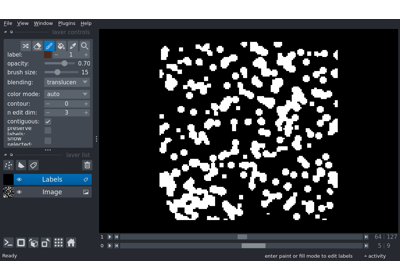 File View Window Plugins Help
layer controls
label: 1
opacity: 0.70
brush size: 15
blending: translucen
color mode: auto
contour: 0
n edit dim: 3
contiguous:
preserve labels:
show selected:
layer list
Labels
Image
1 64 127
0 5 9
Ready enter paint or fill mode to edit labels activity